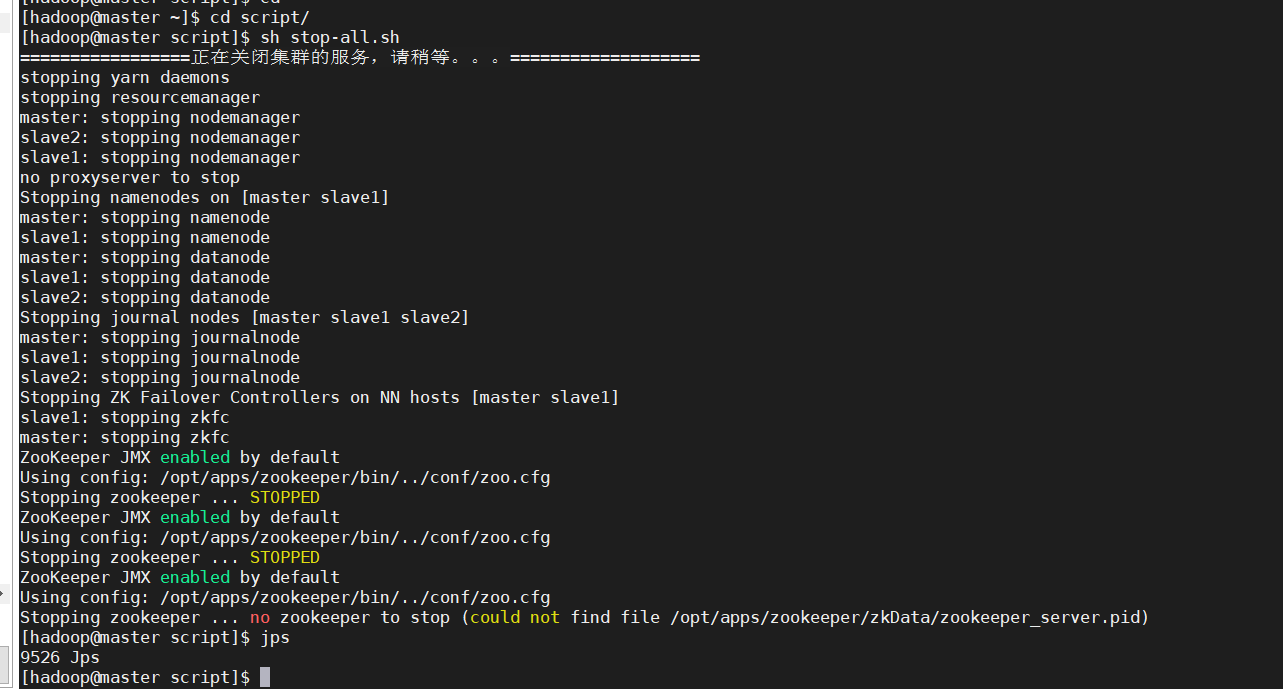 [hadoop@master script]$ cd
[hadoop@master ~]$ cd script/
[hadoop@master script]$ sh stop-all.sh
=================正在关闭集群的服务，请稍等。。。===================
stopping yarn daemons
stopping resourcemanager
master: stopping nodemanager
slave2: stopping nodemanager
slave1: stopping nodemanager
no proxyserver to stop
Stopping namenodes on [master slave1]
master: stopping namenode
slave1: stopping namenode
master: stopping datanode
slave1: stopping datanode
slave2: stopping datanode
Stopping journal nodes [master slave1 slave2]
master: stopping journalnode
slave1: stopping journalnode
slave2: stopping journalnode
Stopping ZK Failover Controllers on NN hosts [master slave1]
slave1: stopping zkfc
master: stopping zkfc
ZooKeeper JMX enabled by default
Using config: /opt/apps/zookeeper/bin/../conf/zoo.cfg
Stopping zookeeper ... STOPPED
ZooKeeper JMX enabled by default
Using config: /opt/apps/zookeeper/bin/../conf/zoo.cfg
Stopping zookeeper ... STOPPED
ZooKeeper JMX enabled by default
Using config: /opt/apps/zookeeper/bin/../conf/zoo.cfg
Stopping zookeeper ... no zookeeper to stop (could not find file /opt/apps/zookeeper/zkData/zookeeper_server.pid)
[hadoop@master script]$ jps
9526 Jps
[hadoop@master script]$